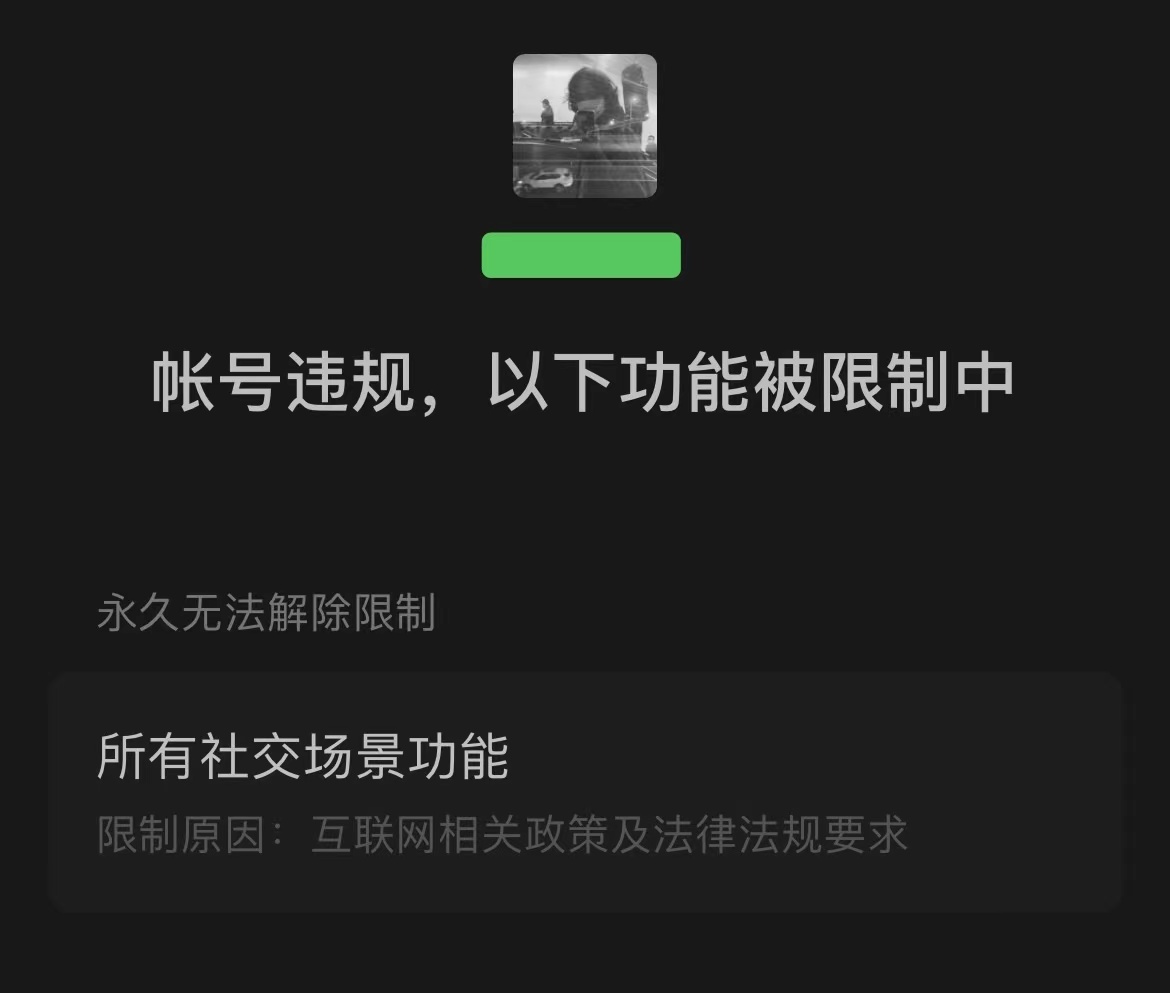 帐号违规，以下功能被限制中
永久无法解除限制
所有社交场景功能
限制原因：互联网相关政策及法律法规要求